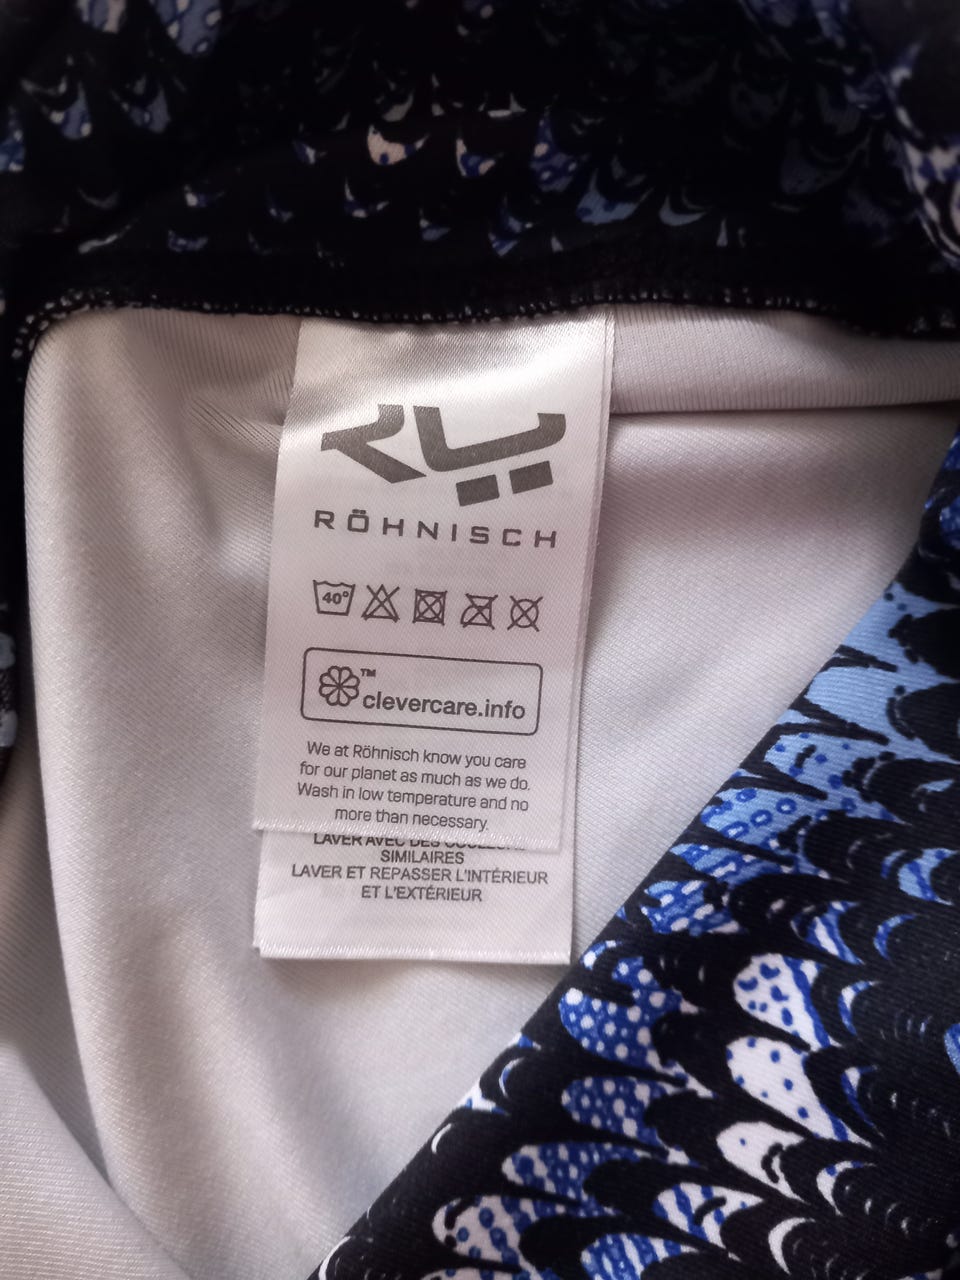 RÖHNISCH
40°
™
clevercare.info
We at Röhnisch know you care
for our planet as much as we do.
Wash in low temperature and no
more than necessary.
LAVER AVEC DES
SIMILAIRES
LAVER ET REPASSER L'INTÉRIEUR
ET L'EXTÉRIEUR